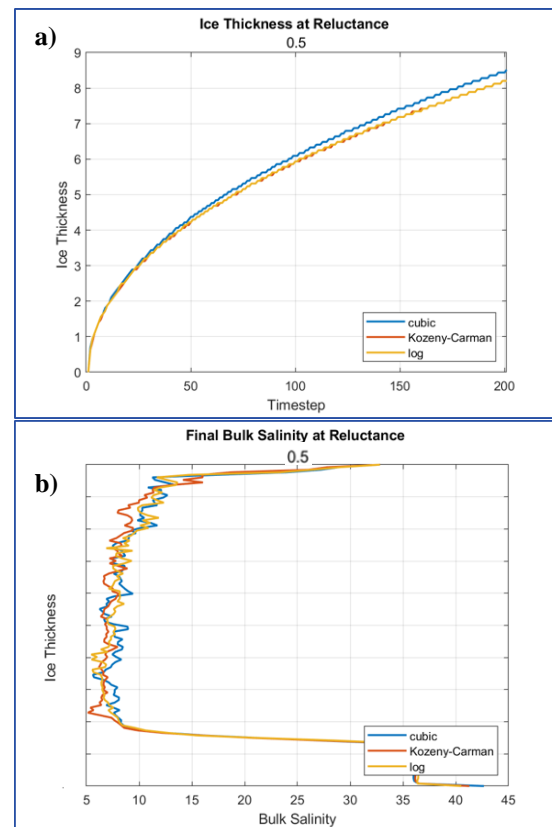 a)
Ice Thickness at Reluctance
0.5
9
8
7
6
5
4
3
2
1
0
Ice Thickness
0 50 100 150 200
Timestep
cubic
Kozeny-Carman
log
b)
Final Bulk Salinity at Reluctance
0.5
Ice Thickness
5 10 15 20 25 30 35 40 45
Bulk Salinity
cubic
Kozeny-Carman
log